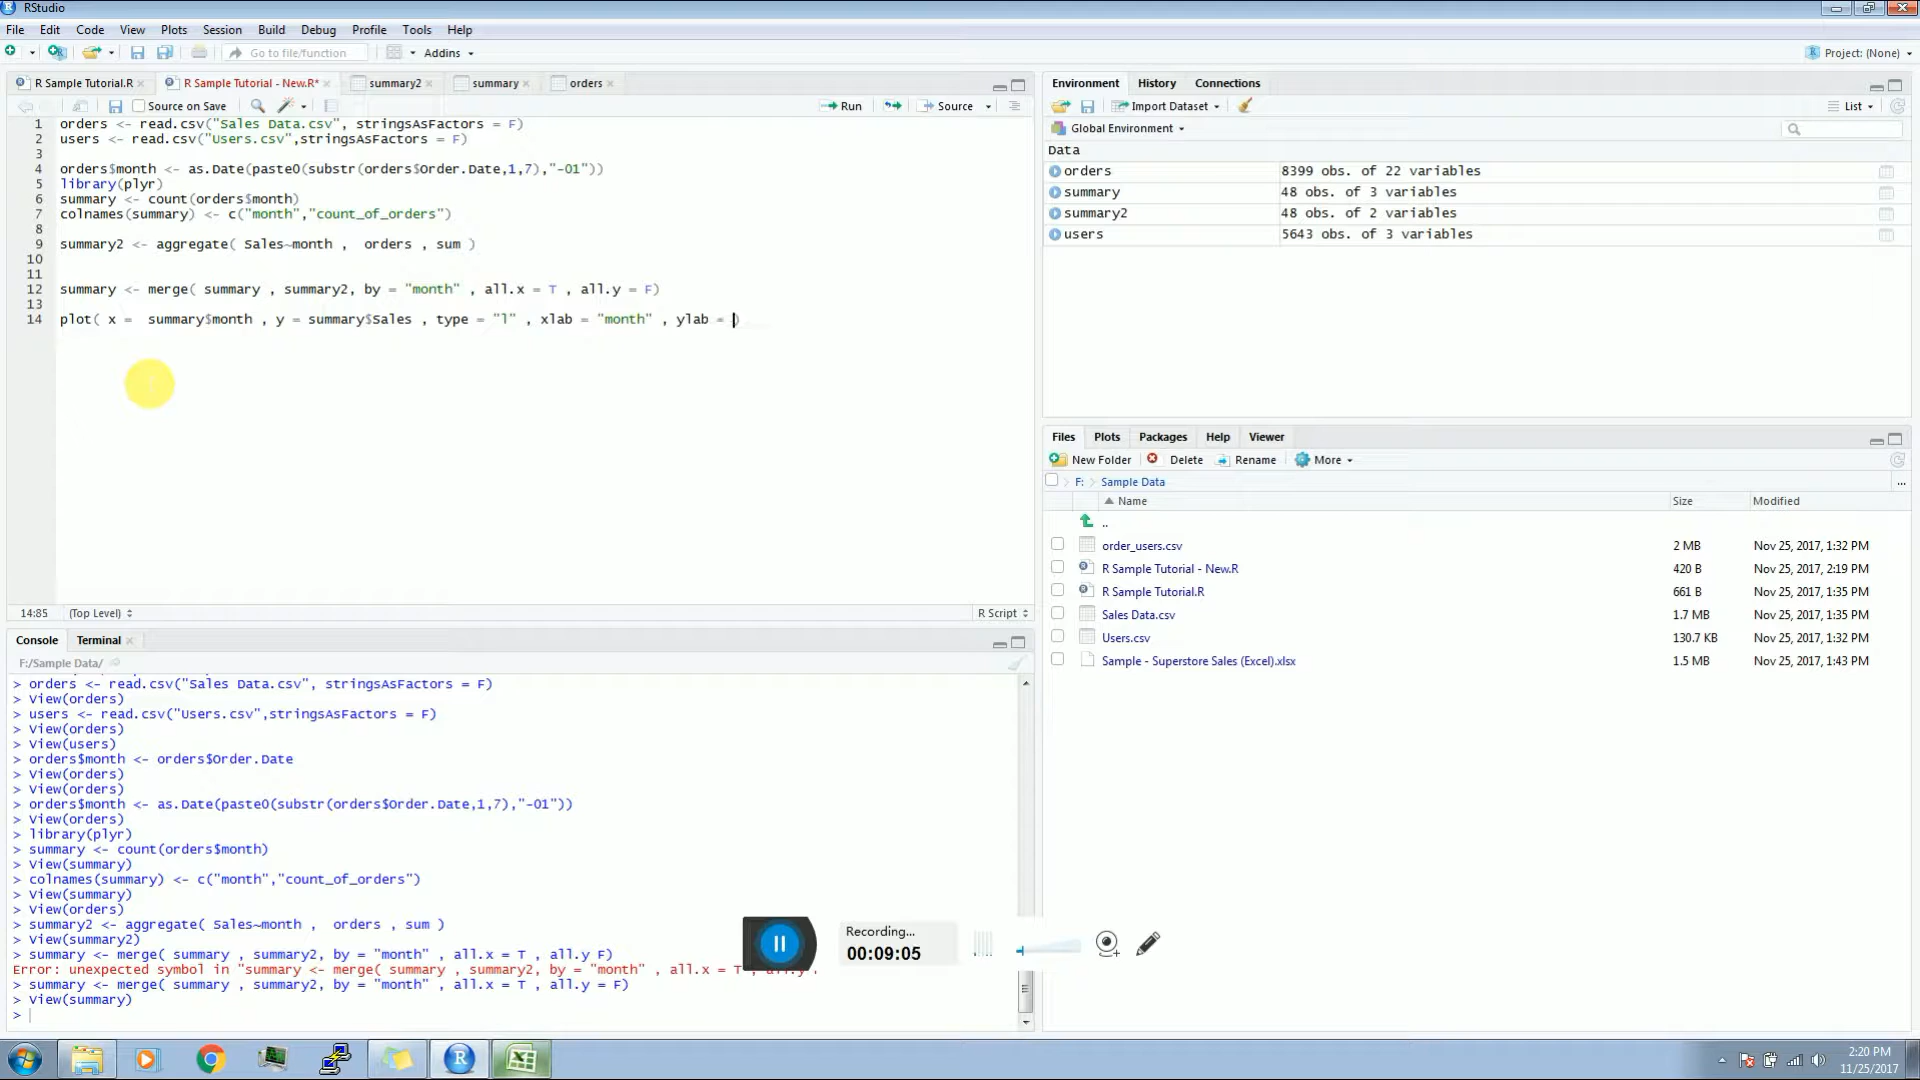 RStudio
File Edit Code View Plots Session Build Debug Profile Tools Help
Go to file/function Addins Project: (None)
R Sample Tutorial.R R Sample Tutorial - New.R* summary2 summary orders
Source on Save Run Source
1 orders <- read.csv("Sales Data.csv", stringsAsFactors = F)
2 users <- read.csv("Users.csv",stringsAsFactors = F)
3
4 orders$month <- as.Date(paste0(substr(orders$Order.Date,1,7),"-01"))
5 library(plyr)
6 summary <- count(orders$month)
7 colnames(summary) <- c("month","count_of_orders")
8
9 summary2 <- aggregate( Sales~month ,  orders , sum )
10
11
12 summary <- merge( summary , summary2, by = "month" , all.x = T , all.y = F)
13
14 plot( x =  summary$month , y = summary$Sales , type = "l" , xlab = "month" , ylab = )
14:85 (Top Level) R Script
Console Terminal
F:/Sample Data/
> orders <- read.csv("Sales Data.csv", stringsAsFactors = F)
> View(orders)
> users <- read.csv("Users.csv",stringsAsFactors = F)
> View(orders)
> View(users)
> orders$month <- orders$Order.Date
> View(orders)
> View(orders)
> orders$month <- as.Date(paste0(substr(orders$Order.Date,1,7),"-01"))
> View(orders)
> library(plyr)
> summary <- count(orders$month)
> View(summary)
> colnames(summary) <- c("month","count_of_orders")
> View(summary)
> View(orders)
> summary2 <- aggregate( Sales~month ,  orders , sum )
> View(summary2)
> summary <- merge( summary , summary2, by = "month" , all.x = T , all.y F)
Error: unexpected symbol in "summary <- merge( summary , summary2, by = "month" , all.x = T , all.y"
> summary <- merge( summary , summary2, by = "month" , all.x = T , all.y = F)
> View(summary)
>
Environment History Connections
Import Dataset List
Global Environment
Data
orders 8399 obs. of 22 variables
summary 48 obs. of 3 variables
summary2 48 obs. of 2 variables
users 5643 obs. of 3 variables
Files Plots Packages Help Viewer
New Folder Delete Rename More
F: Sample Data ...
Name Size Modified
..
order_users.csv 2 MB Nov 25, 2017, 1:32 PM
R Sample Tutorial - New.R 420 B Nov 25, 2017, 2:19 PM
R Sample Tutorial.R 661 B Nov 25, 2017, 1:35 PM
Sales Data.csv 1.7 MB Nov 25, 2017, 1:35 PM
Users.csv 130.7 KB Nov 25, 2017, 1:32 PM
Sample - Superstore Sales (Excel).xlsx 1.5 MB Nov 25, 2017, 1:43 PM
Recording...
00:09:05
2:20 PM
11/25/2017